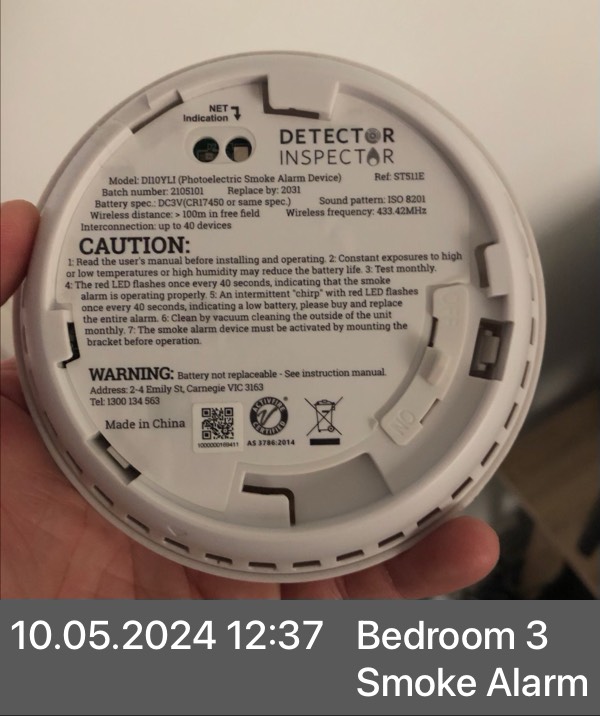 NET
Indication
DETECTOR
INSPECTOR
Model: DI10YLI (Photoelectric Smoke Alarm Device) Ref: ST511E
Batch number: 2105101 Replace by: 2031
Battery spec.: DC3V(CR17450 or same spec.) Sound pattern: ISO 8201
Wireless distance: > 100m in free field Wireless frequency: 433.42MHz
Interconnection: up to 40 devices
CAUTION:
1: Read the user's manual before installing and operating. 2: Constant exposures to high
or low temperatures or high humidity may reduce the battery life. 3: Test monthly.
4: The red LED flashes once every 40 seconds, indicating that the smoke
alarm is operating properly. 5: An intermittent "chirp" with red LED flashes
once every 40 seconds, indicating a low battery, please buy and replace
the entire alarm. 6: Clean by vacuum cleaning the outside of the unit
monthly. 7: The smoke alarm device must be activated by mounting the
bracket before operation.
WARNING: Battery not replaceable - See instruction manual.
Address: 2-4 Emily St, Carnegie VIC 3163
Tel: 1300 134 563
Made in China
AS 3786:2014
ON
10.05.2024 12:37 Bedroom 3
Smoke Alarm